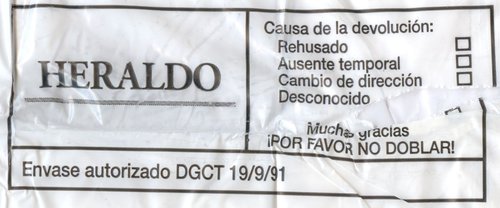 HERALDO
Causa de la devolución:
Rehusado
Ausente temporal
Cambio de dirección
Desconocido
Muchas gracias
¡POR FAVOR NO DOBLAR!
Envase autorizado DGCT 19/9/91